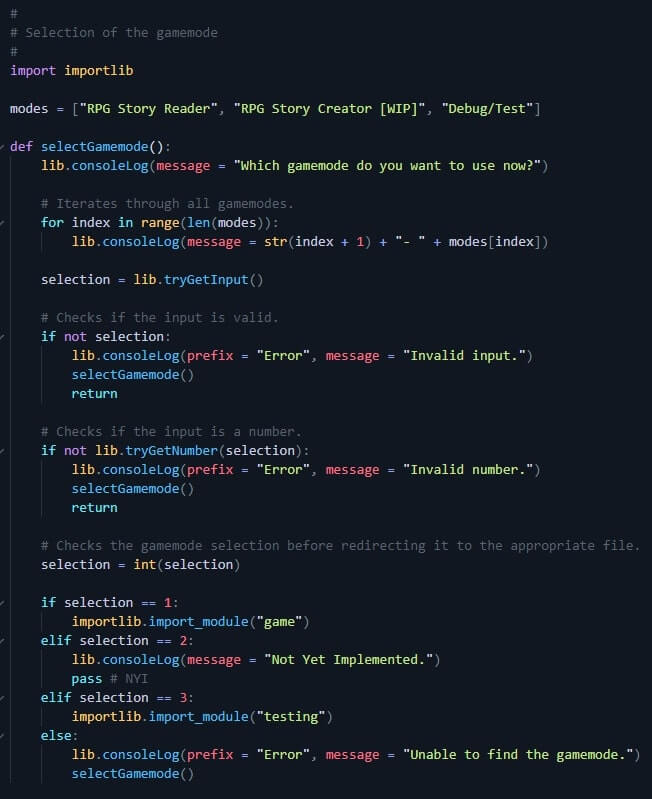 #
# Selection of the gamemode
#
import importlib

modes = ["RPG Story Reader", "RPG Story Creator [WIP]", "Debug/Test"]

def selectGamemode():
    lib.consoleLog(message = "Which gamemode do you want to use now?")

    # Iterates through all gamemodes.
    for index in range(len(modes)):
        lib.consoleLog(message = str(index + 1) + "- " + modes[index])

    selection = lib.tryGetInput()

    # Checks if the input is valid.
    if not selection:
        lib.consoleLog(prefix = "Error", message = "Invalid input.")
        selectGamemode()
        return

    # Checks if the input is a number.
    if not lib.tryGetNumber(selection):
        lib.consoleLog(prefix = "Error", message = "Invalid number.")
        selectGamemode()
        return

    # Checks the gamemode selection before redirecting it to the appropriate file.
    selection = int(selection)

    if selection == 1:
        importlib.import_module("game")
    elif selection == 2:
        lib.consoleLog(message = "Not Yet Implemented.")
        pass # NYI
    elif selection == 3:
        importlib.import_module("testing")
    else:
        lib.consoleLog(prefix = "Error", message = "Unable to find the gamemode.")
        selectGamemode()